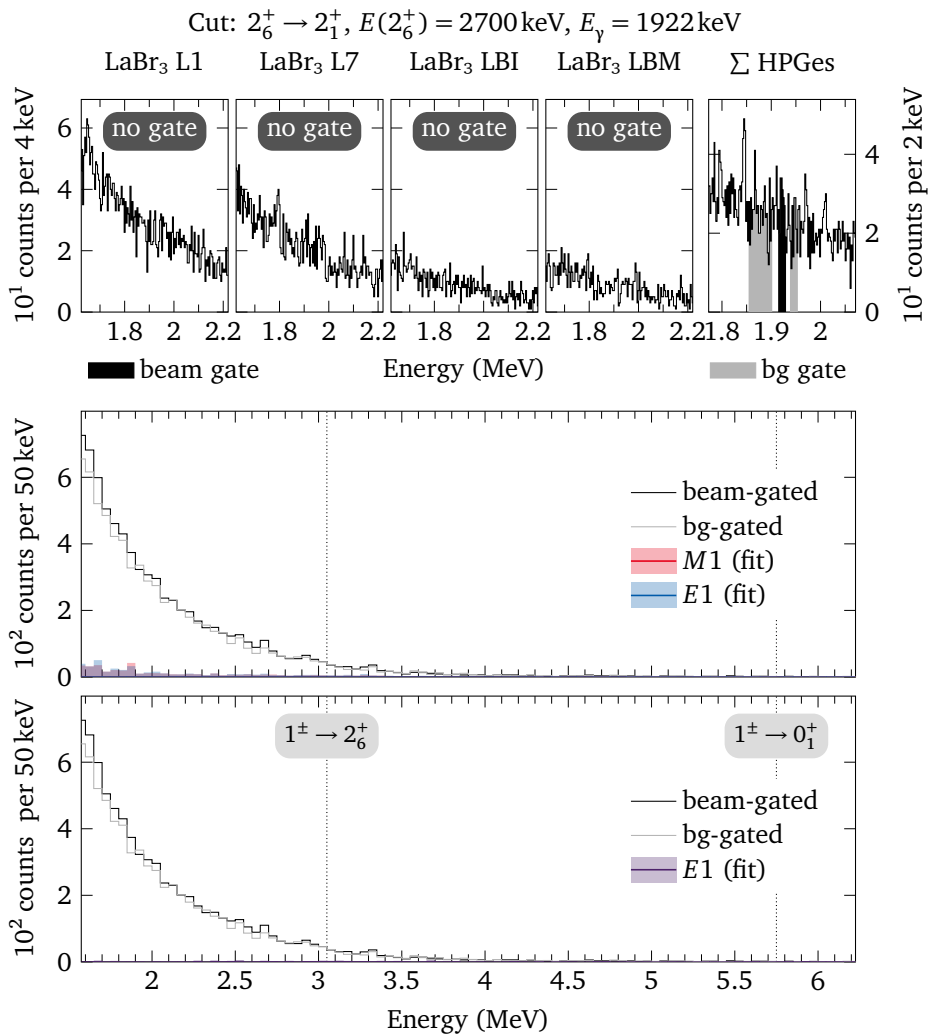 Cut: 2₆⁺ → 2₁⁺, E(2₆⁺) = 2700 keV, Eγ = 1922 keV
LaBr₃ L1 LaBr₃ L7 LaBr₃ LBI LaBr₃ LBM ∑ HPGes
no gate no gate no gate no gate
10¹ counts per 4 keV
6
4
2
0
10¹ counts per 2 keV
4
2
0
1.8 2 2.2 1.8 2 2.2 1.8 2 2.2 1.8 2 2.2 1.8 1.9 2
beam gate Energy (MeV) bg gate
10² counts per 50 keV
6
4
2
0
beam-gated
bg-gated
M1 (fit)
E1 (fit)
10² counts per 50 keV
6
4
2
0
1± → 2₆⁺ 1± → 0₁⁺
beam-gated
bg-gated
E1 (fit)
2 2.5 3 3.5 4 4.5 5 5.5 6
Energy (MeV)